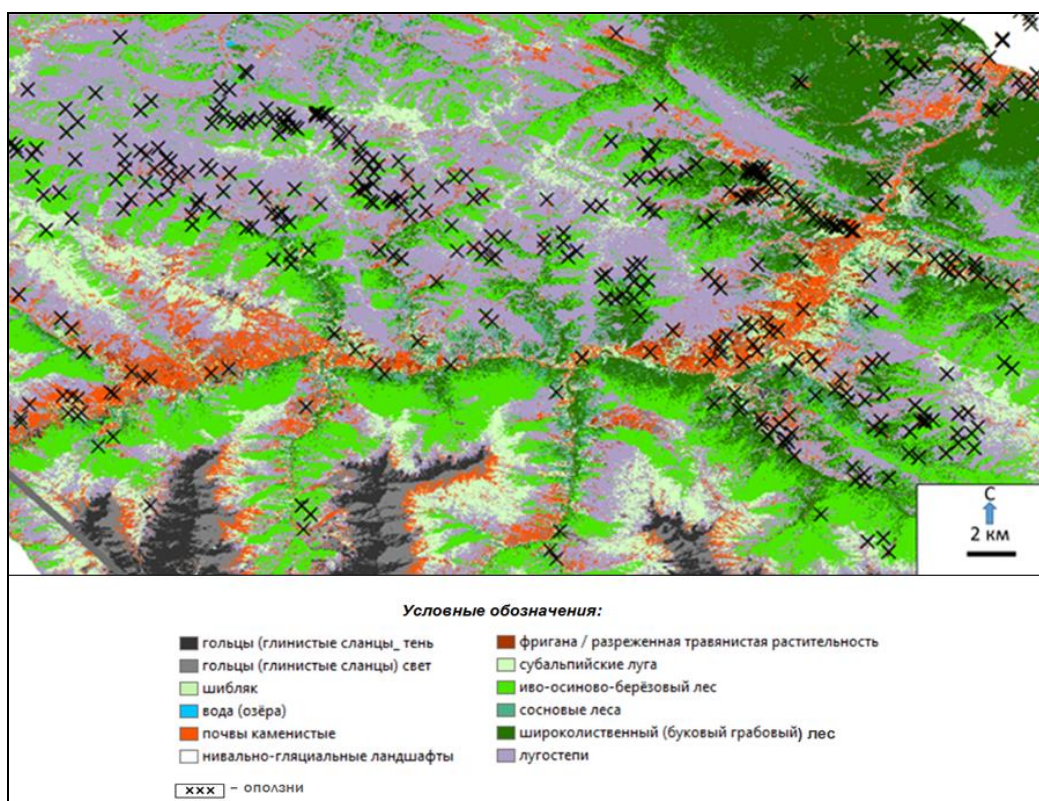 С
2 км
Условные обозначения:
гольцы (глинистые сланцы_ тень
гольцы (глинистые сланцы) свет
шибляк
вода (озёра)
почвы каменистые
нивально-гляциальные ландшафты
ххх – оползни
фригана / разреженная травянистая растительность
субальпийские луга
иво-осиново-берёзовый лес
сосновые леса
широколиственный (буковый грабовый) лес
лугостепи